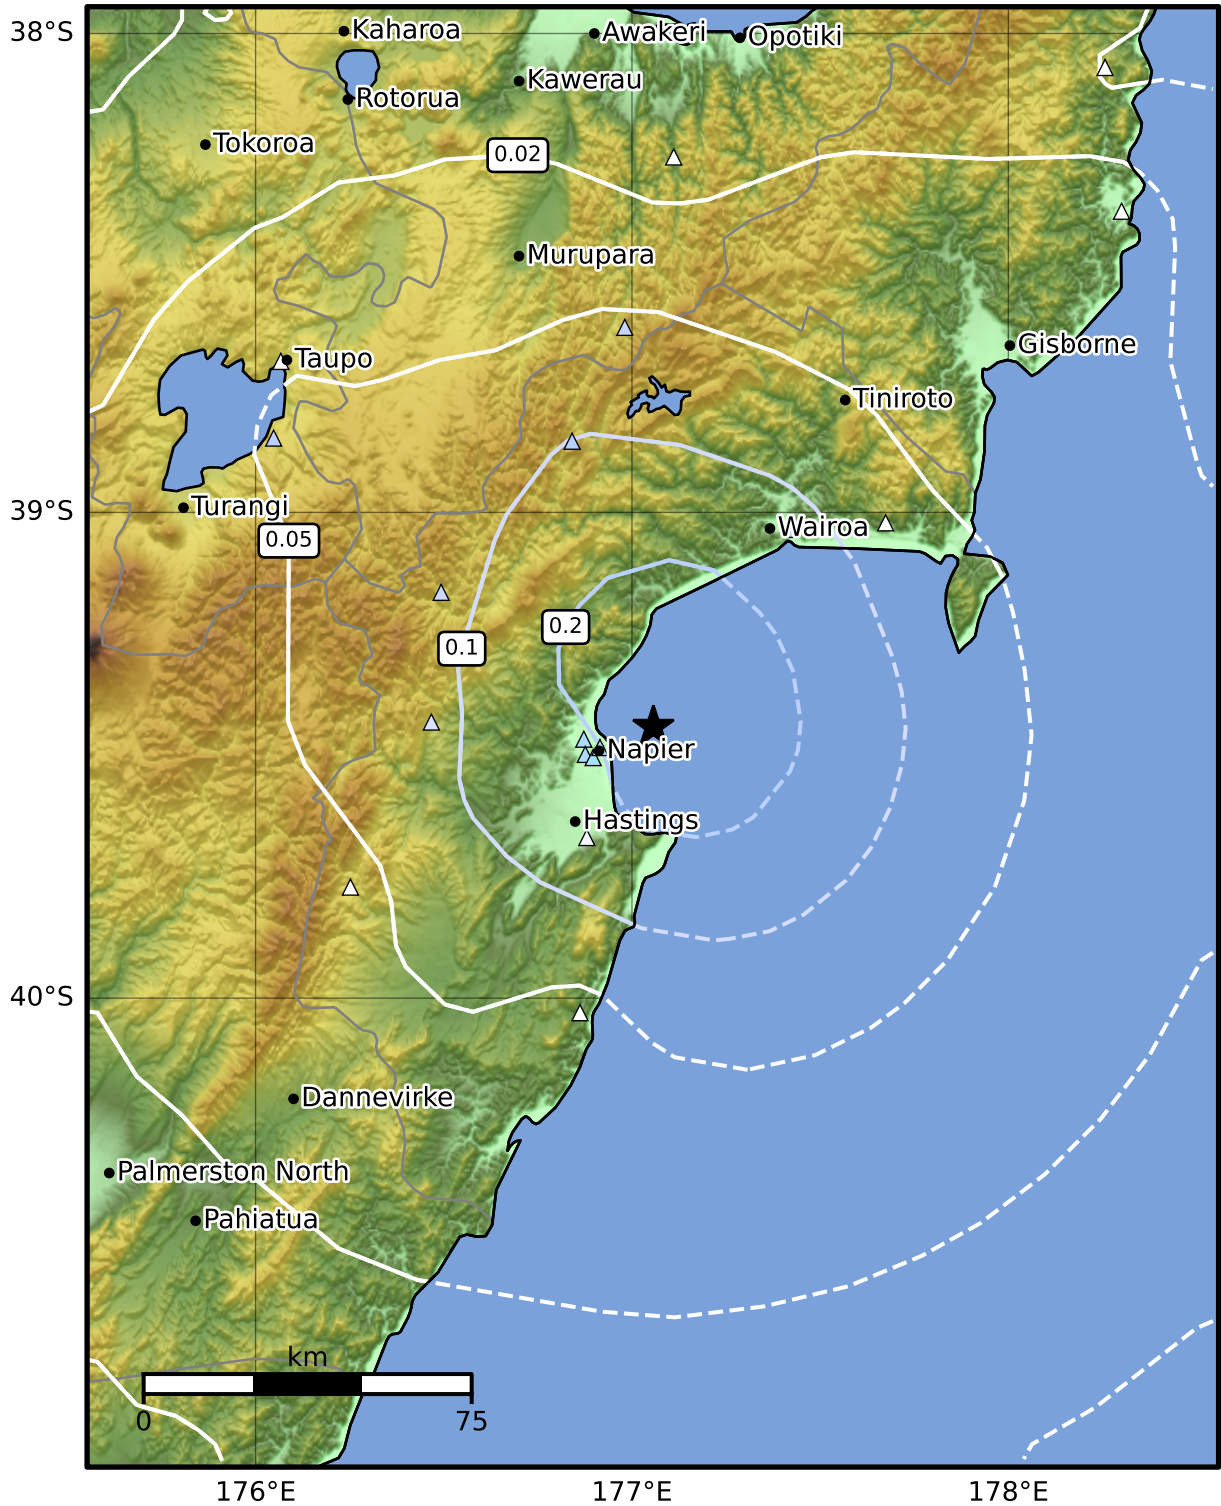 38°S
Kaharoa
Awakeri
Opotiki
Kawerau
Rotorua
Tokoroa
0.02
Murupara
Gisborne
Taupo
Tiniroto
39°S
Turangi
Wairoa
0.05
0.2
0.1
Napier
Hastings
40°S
Dannevirke
Palmerston North
Pahiatua
km
0
75
176°E
177°E
178°E